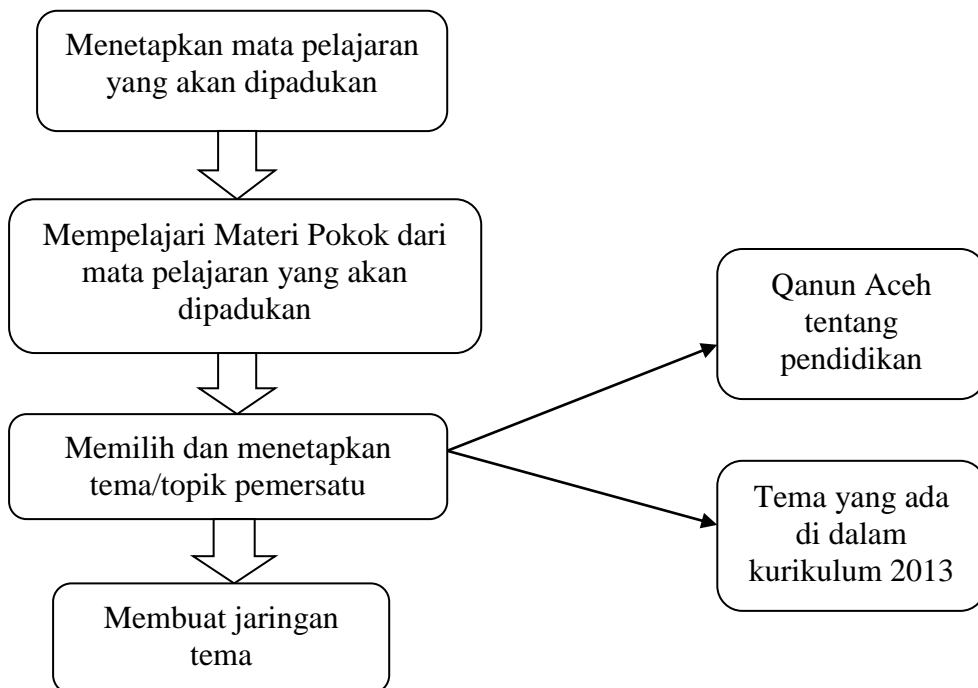 Menetapkan mata pelajaran
yang akan dipadukan
Mempelajari Materi Pokok dari
mata pelajaran yang akan
dipadukan
Memilih dan menetapkan
tema/topik pemersatu
Membuat jaringan
tema
Qanun Aceh
tentang
pendidikan
Tema yang ada
di dalam
kurikulum 2013